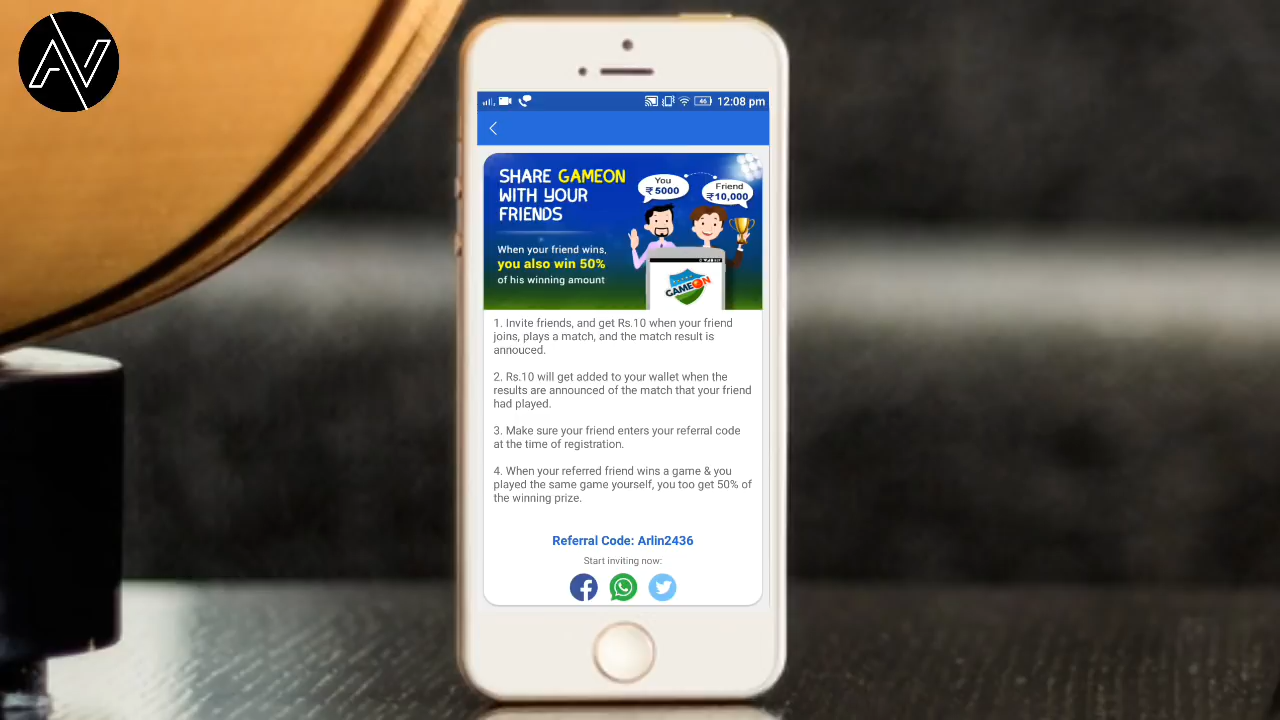 AV
12:08 pm
46
SHARE GAMEON
WITH YOUR
FRIENDS
When your friend wins,
you also win 50%
of his winning amount
You
₹ 5000
Friend
₹10,000
GAMEON
1. Invite friends, and get Rs.10 when your friend
joins, plays a match, and the match result is
annouced.
2. Rs.10 will get added to your wallet when the
results are announced of the match that your friend
had played.
3. Make sure your friend enters your referral code
at the time of registration.
4. When your referred friend wins a game & you
played the same game yourself, you too get 50% of
the winning prize.
Referral Code: Arlin2436
Start inviting now: